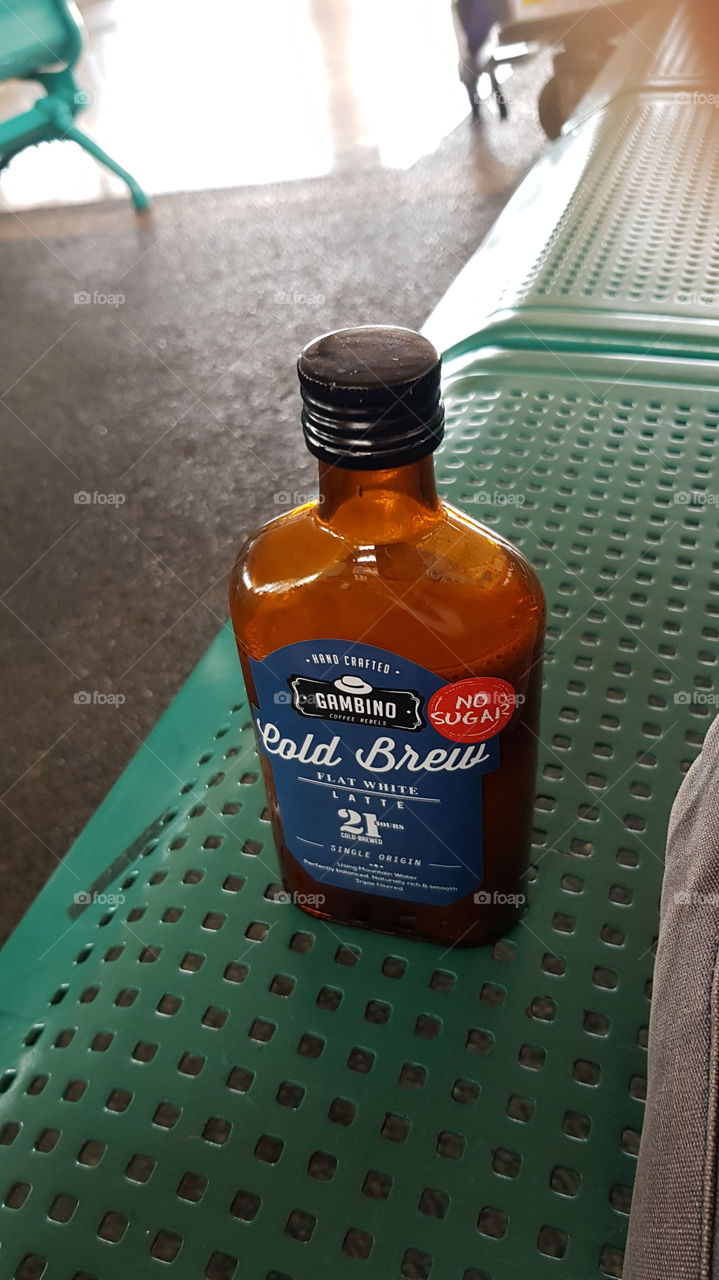 • HAND CRAFTED •
GAMBINO
COFFEE REBELS
NO
SUGAR
Cold Brew
FLAT WHITE
LATTE
21 HOURS
COLD-BREWED
SINGLE ORIGIN
Using Mountain Water
Perfectly balanced. Naturally rich & smooth
Triple filtered
foap